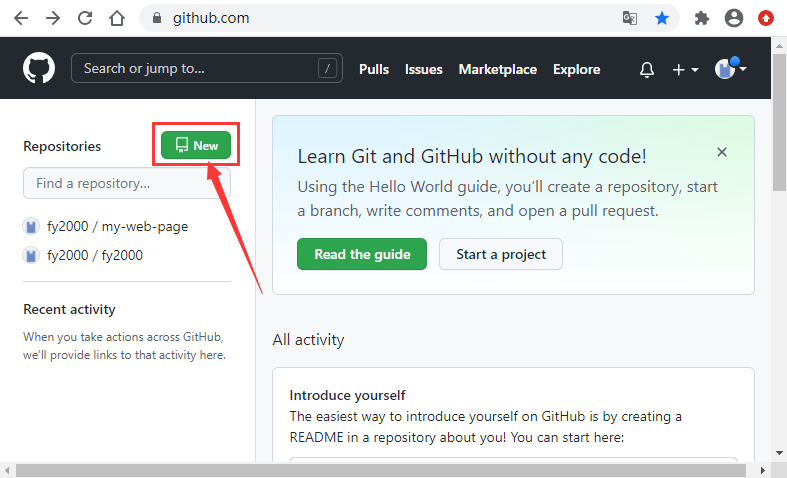 github.com
Search or jump to... /
Pulls Issues Marketplace Explore
Repositories
New
Find a repository...
fy2000 / my-web-page
fy2000 / fy2000
Recent activity
When you take actions across GitHub,
we'll provide links to that activity here.
Learn Git and GitHub without any code!
Using the Hello World guide, you'll create a repository, start
a branch, write comments, and open a pull request.
Read the guide Start a project
All activity
Introduce yourself
The easiest way to introduce yourself on GitHub is by creating a
README in a repository about you! You can start here: